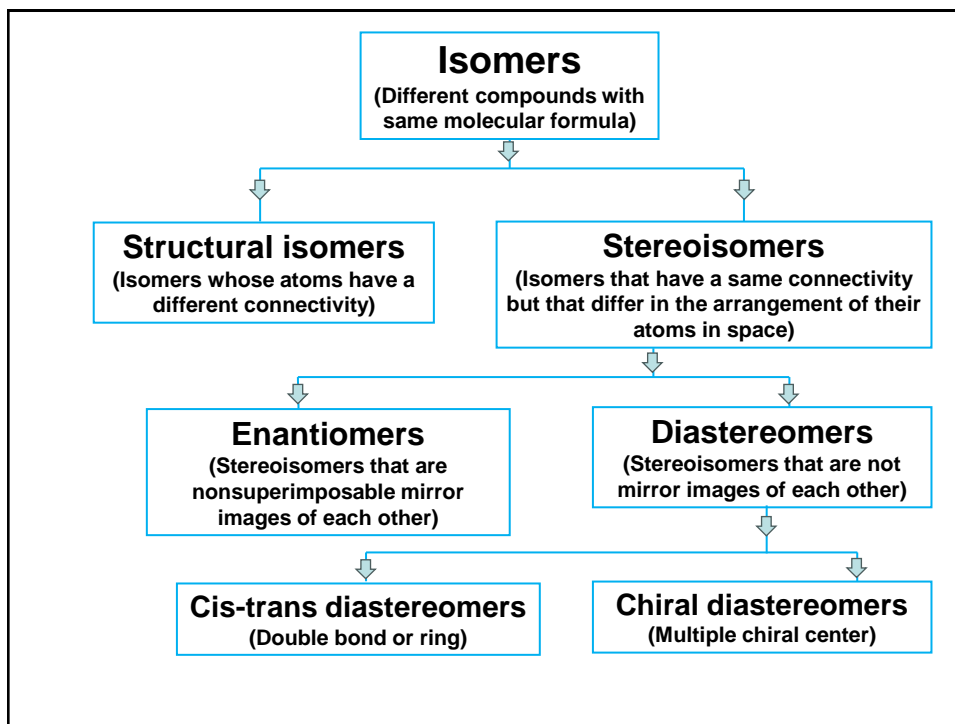 Isomers
(Different compounds with
same molecular formula)
Structural isomers
(Isomers whose atoms have a
different connectivity)
Stereoisomers
(Isomers that have a same connectivity
but that differ in the arrangement of their
atoms in space)
Enantiomers
(Stereoisomers that are
nonsuperimposable mirror
images of each other)
Diastereomers
(Stereoisomers that are not
mirror images of each other)
Cis-trans diastereomers
(Double bond or ring)
Chiral diastereomers
(Multiple chiral center)